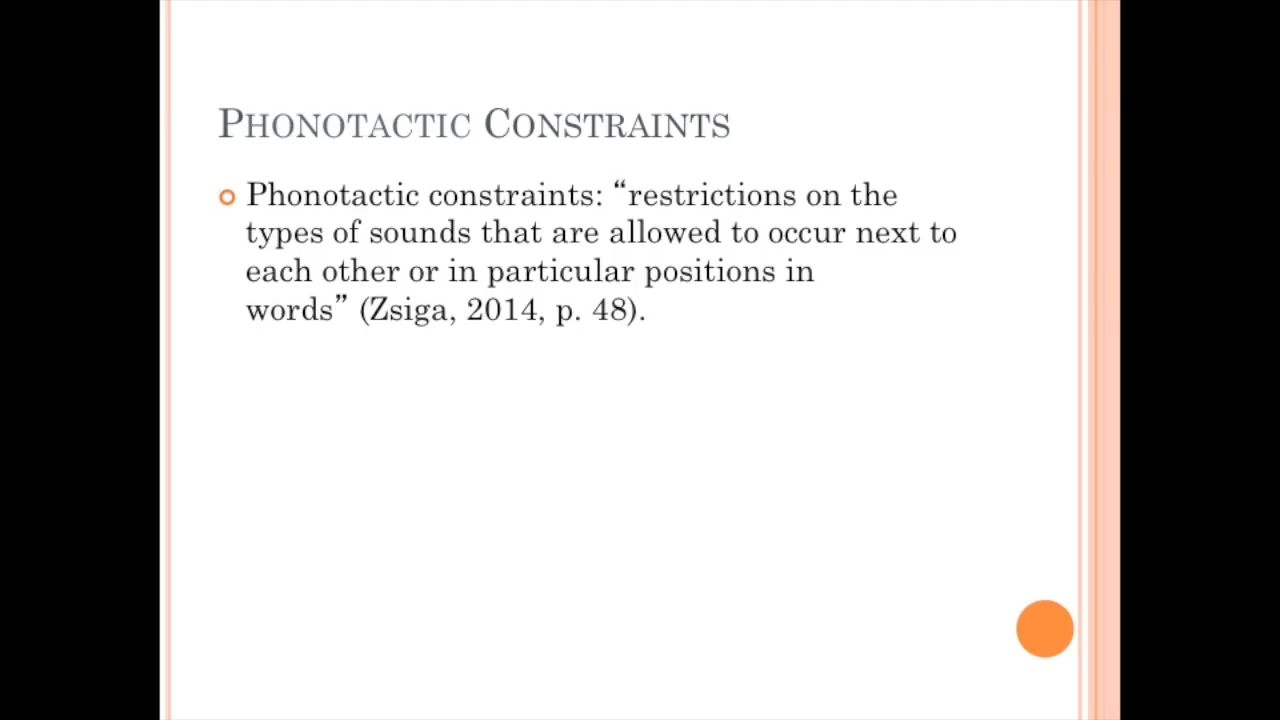 PHONOTACTIC CONSTRAINTS
Phonotactic constraints: “restrictions on the
types of sounds that are allowed to occur next to
each other or in particular positions in
words” (Zsiga, 2014, p. 48).